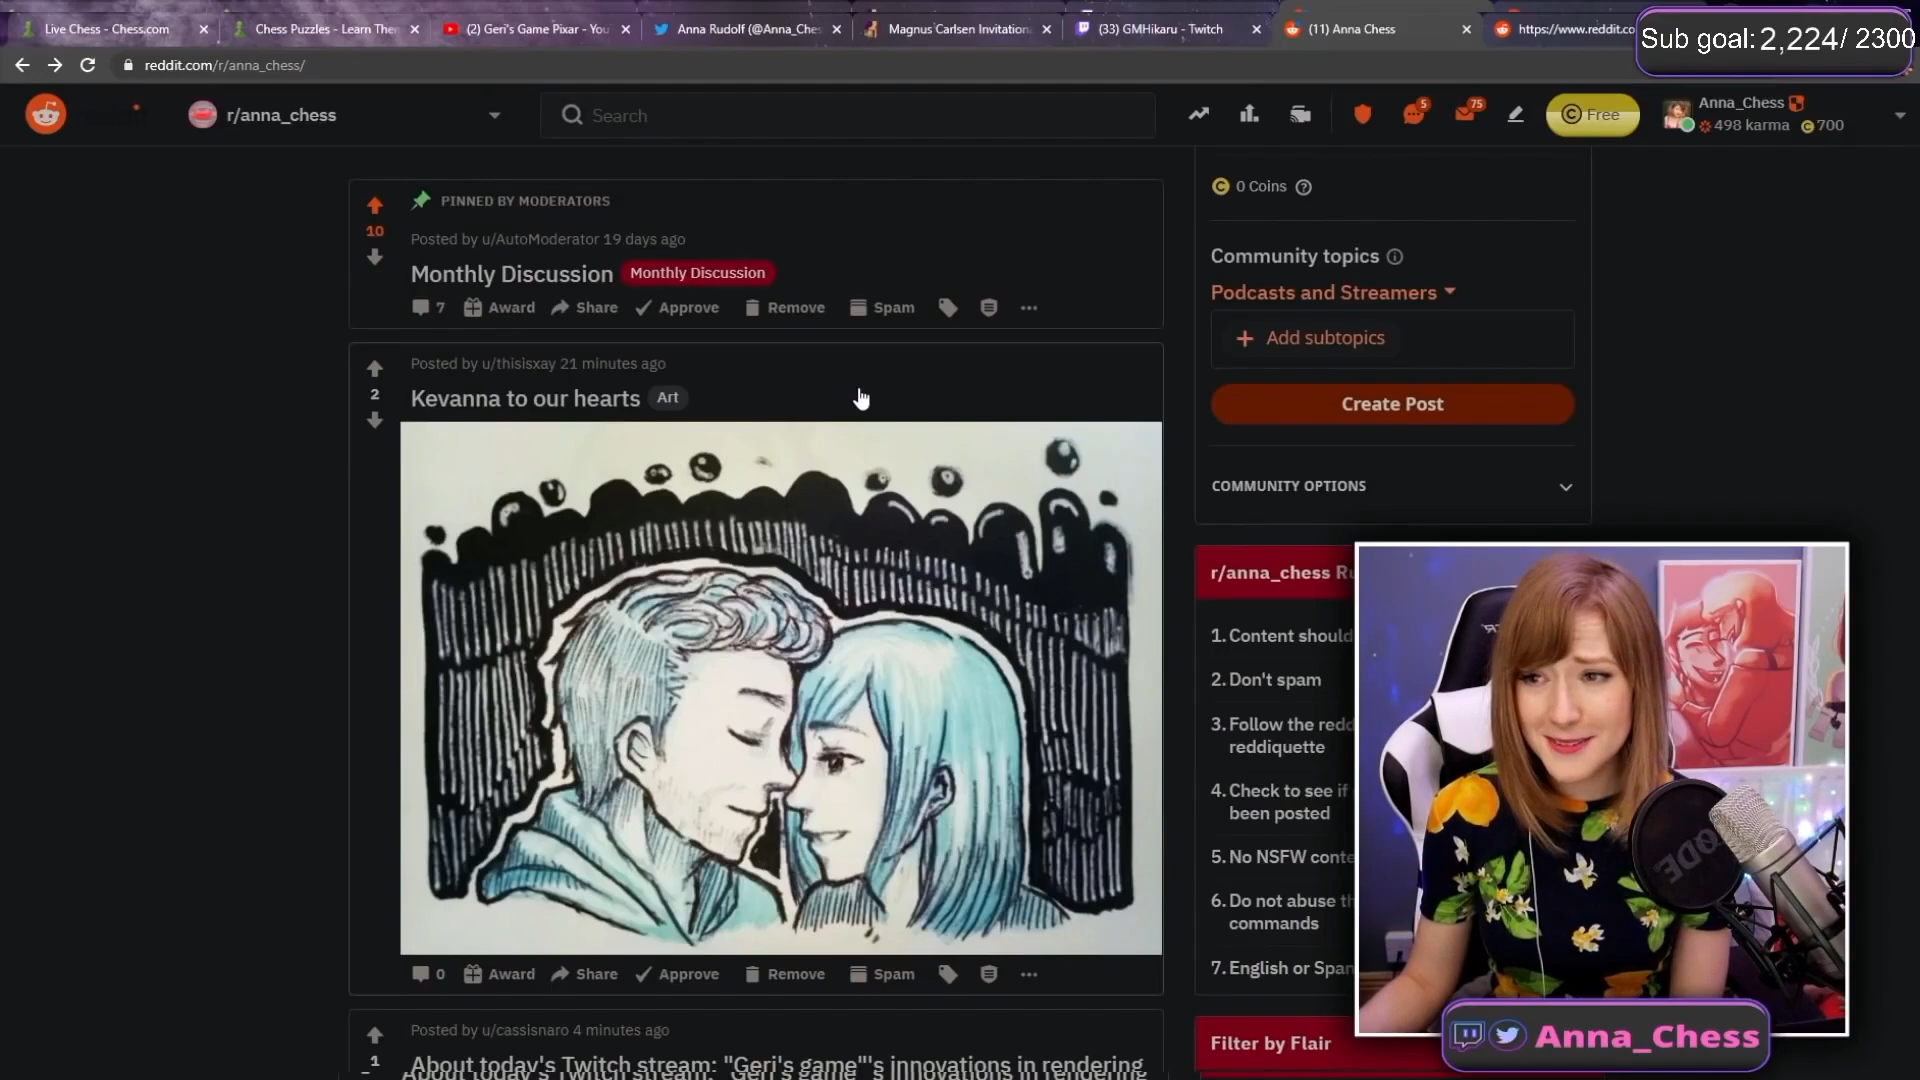 Live Chess - Chess.com
Chess Puzzles - Learn The
(2) Geri's Game Pixar - You
Anna Rudolf (@Anna_Ches
Magnus Carlsen Invitationa
(33) GMHikaru - Twitch
(11) Anna Chess
https://www.reddit.co
Sub goal: 2,224/ 2300
reddit.com/r/anna_chess/
r/anna_chess
Search
5
75
Free
Anna_Chess
498 karma
700
PINNED BY MODERATORS
10
Posted by u/AutoModerator 19 days ago
Monthly Discussion Monthly Discussion
7 Award Share Approve Remove Spam
Posted by u/thisisxay 21 minutes ago
2
Kevanna to our hearts Art
0 Award Share Approve Remove Spam
Posted by u/cassisnaro 4 minutes ago
1
About today's Twitch stream: "Geri's game"'s innovations in rendering
0 Coins
Community topics
Podcasts and Streamers
Add subtopics
Create Post
COMMUNITY OPTIONS
r/anna_chess Ru
1. Content should
2. Don't spam
3. Follow the redd
reddiquette
4. Check to see if
been posted
5. No NSFW conte
6. Do not abuse th
commands
7. English or Span
Filter by Flair
Anna_Chess